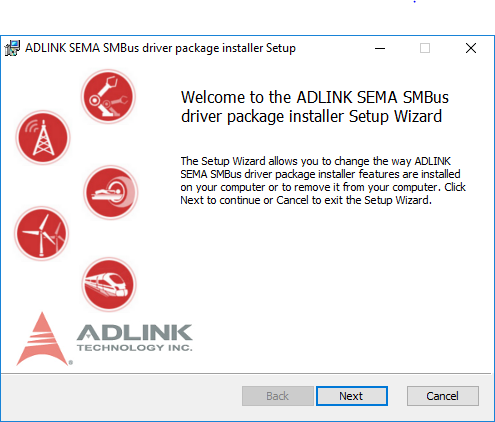 ADLINK SEMA SMBus driver package installer Setup
Welcome to the ADLINK SEMA SMBus
driver package installer Setup Wizard
The Setup Wizard allows you to change the way ADLINK
SEMA SMBus driver package installer features are installed
on your computer or to remove it from your computer. Click
Next to continue or Cancel to exit the Setup Wizard.
ADLINK
TECHNOLOGY INC.
Back Next Cancel